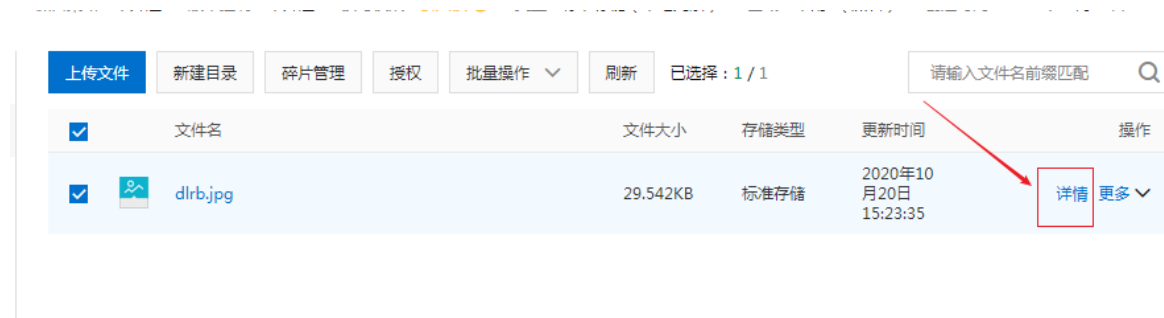 上传文件 新建目录 碎片管理 授权 批量操作 刷新 已选择：1 / 1 请输入文件名前缀匹配
文件名 文件大小 存储类型 更新时间 操作
dlrb.jpg 29.542KB 标准存储 2020年10 详情 更多
月20日
15:23:35